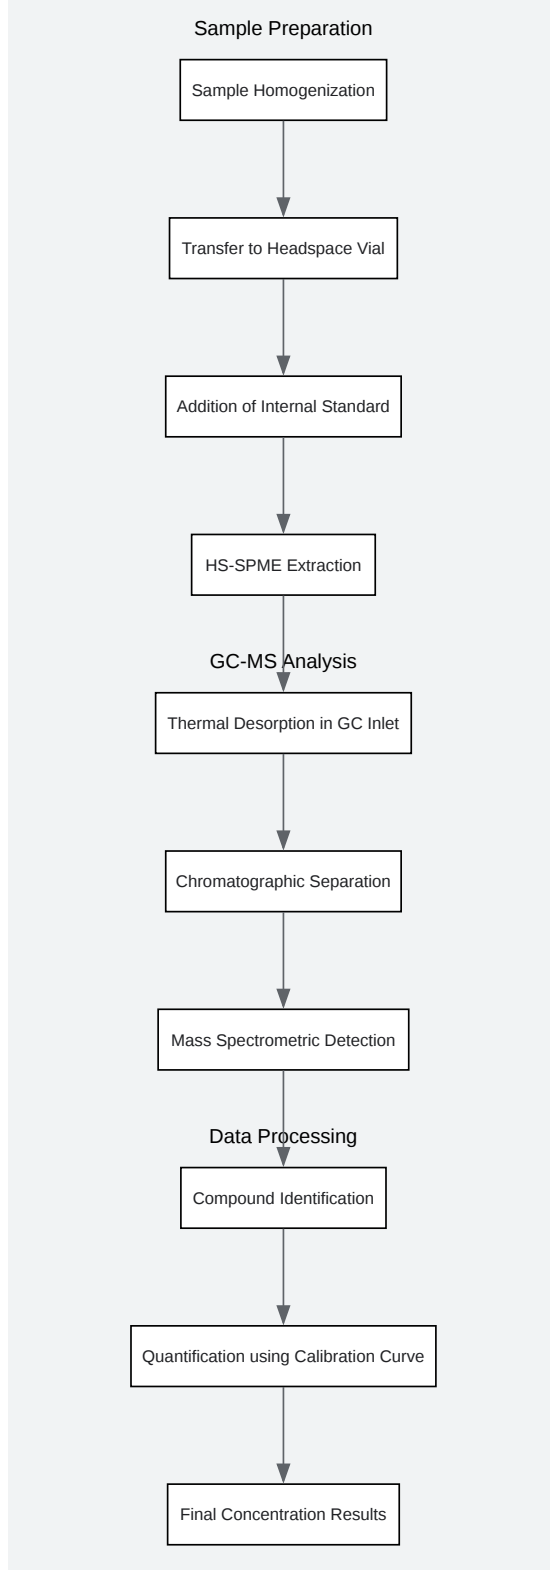 Sample Preparation
Sample Homogenization
Transfer to Headspace Vial
Addition of Internal Standard
HS-SPME Extraction
GC-MS Analysis
Thermal Desorption in GC Inlet
Chromatographic Separation
Mass Spectrometric Detection
Data Processing
Compound Identification
Quantification using Calibration Curve
Final Concentration Results